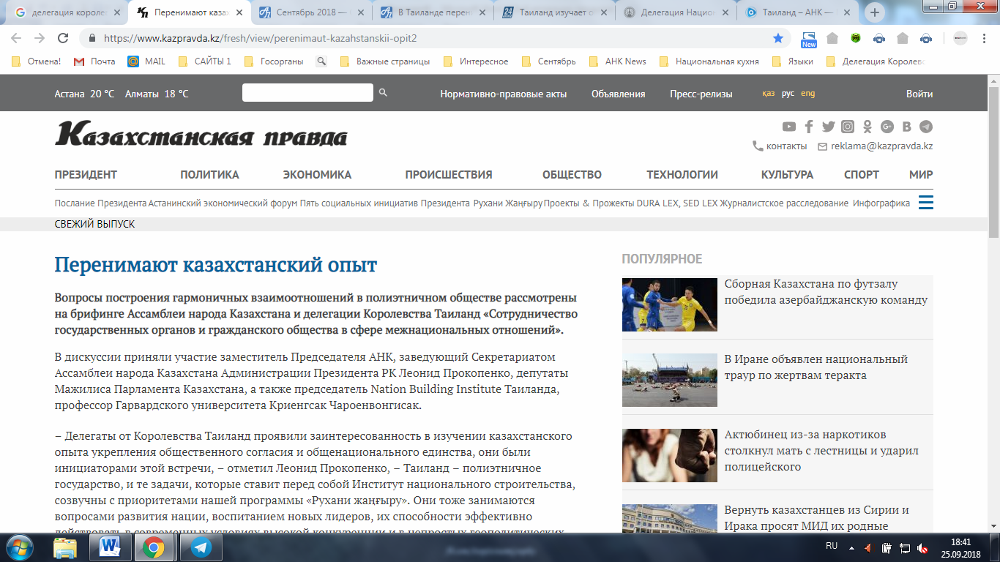 делегация королев
Перенимают казах
Сентябрь 2018 —
В Таиланде перен
Таиланд изучает о
Делегация Национ
Таиланд – АНК —
https://www.kazpravda.kz/fresh/view/perenimaut-kazahstanskii-opit2
New
Отмена!
Почта
MAIL
САЙТЫ 1
Госорганы
Важные страницы
Интересное
Сентябрь
АНК News
Национальная кухня
Языки
Делегация Королевс
Астана 20 °C Алматы 18 °C
Нормативно-правовые акты
Объявления
Пресс-релизы
қаз рус eng
Войти
Казахстанская правда
контакты
reklama@kazpravda.kz
ПРЕЗИДЕНТ
ПОЛИТИКА
ЭКОНОМИКА
ПРОИСШЕСТВИЯ
ОБЩЕСТВО
ТЕХНОЛОГИИ
КУЛЬТУРА
СПОРТ
МИР
Послание Президента Астанинский экономический форум Пять социальных инициатив Президента Рухани Жаңғыру Проекты & Прожекты DURA LEX, SED LEX Журналистское расследование Инфографика
СВЕЖИЙ ВЫПУСК
Перенимают казахстанский опыт
Вопросы построения гармоничных взаимоотношений в полиэтничном обществе рассмотрены
на брифинге Ассамблеи народа Казахстана и делегации Королевства Таиланд «Сотрудничество
государственных органов и гражданского общества в сфере межнациональных отношений».
В дискуссии приняли участие заместитель Председателя АНК, заведующий Секретариатом
Ассамблеи народа Казахстана Администрации Президента РК Леонид Прокопенко, депутаты
Мажилиса Парламента Казахстана, а также председатель Nation Building Institute Таиланда,
профессор Гарвардского университета Криенгсак Чароенвонгисак.
– Делегаты от Королевства Таиланд проявили заинтересованность в изучении казахстанского
опыта укрепления общественного согласия и общенационального единства, они были
инициаторами этой встречи, – отметил Леонид Прокопенко, – Таиланд – полиэтничное
государство, и те задачи, которые ставит перед собой Институт национального строительства,
созвучны с приоритетами нашей программы «Рухани жаңғыру». Они тоже занимаются
вопросами развития нации, воспитанием новых лидеров, их способности эффективно
действовать в современных условиях высокой конкуренции и в непростых геополитических
ПОПУЛЯРНОЕ
Сборная Казахстана по футзалу
победила азербайджанскую команду
В Иране объявлен национальный
траур по жертвам теракта
Актюбинец из-за наркотиков
столкнул мать с лестницы и ударил
полицейского
Вернуть казахстанцев из Сирии и
Ирака просят МИД их родные
RU
18:41
25.09.2018